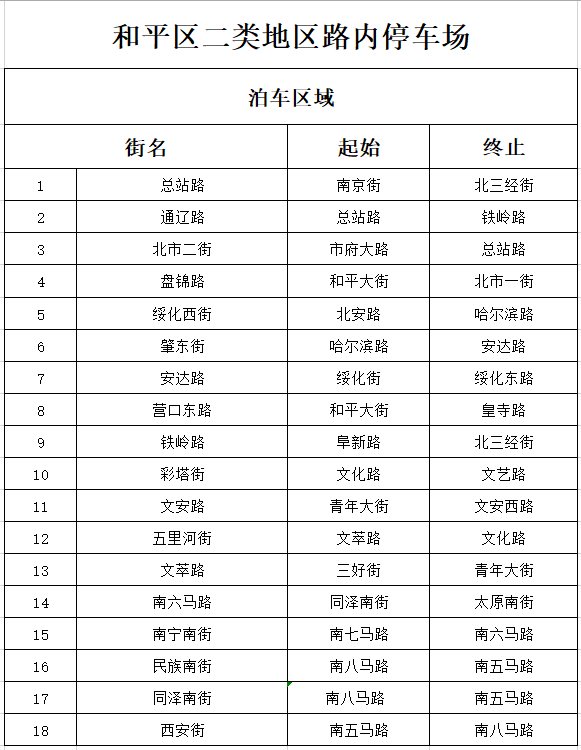 和平区二类地区路内停车场
泊车区域
街名 起始 终止
1 总站路 南京街 北三经街
2 通辽路 总站路 铁岭路
3 北市二街 市府大路 总站路
4 盘锦路 和平大街 北市一街
5 绥化西街 北安路 哈尔滨路
6 肇东街 哈尔滨路 安达路
7 安达路 绥化街 绥化东路
8 营口东路 和平大街 皇寺路
9 铁岭路 阜新路 北三经街
10 彩塔街 文化路 文艺路
11 文安路 青年大街 文安西路
12 五里河街 文萃路 文化路
13 文萃路 三好街 青年大街
14 南六马路 同泽南街 太原南街
15 南宁南街 南七马路 南六马路
16 民族南街 南八马路 南五马路
17 同泽南街 南八马路 南五马路
18 西安街 南五马路 南八马路